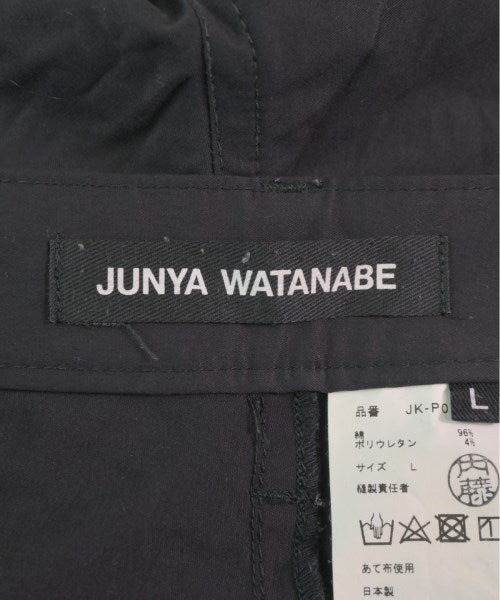 JUNYA WATANABE
L
品番 JK-P0
綿 96%
ポリウレタン 4%
サイズ L
縫製責任者
内藤
あて布使用
日本製